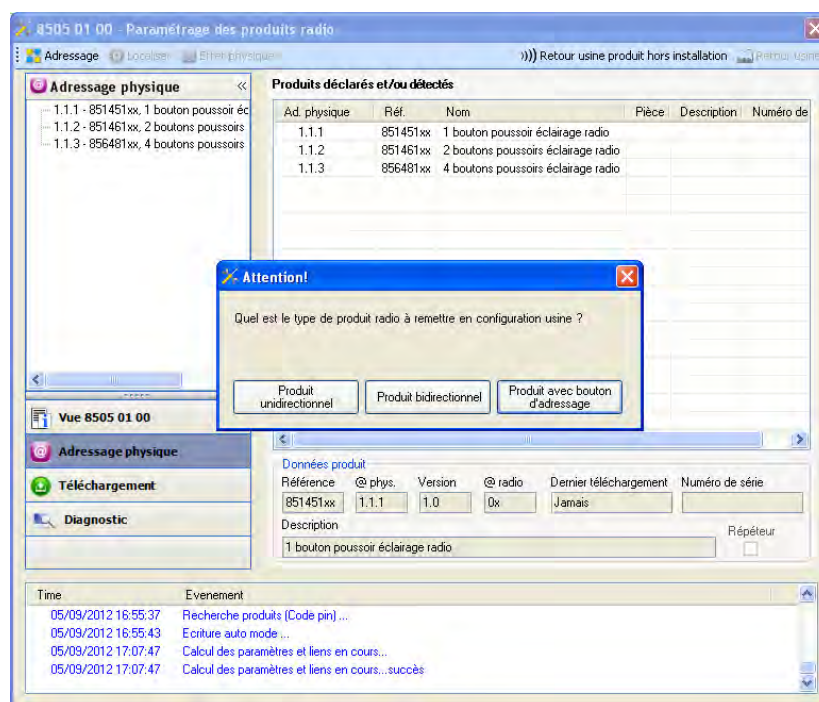 8505 01 00 - Paramétrage des produits radio
Adressage Localiser Effet physique
))) Retour usine produit hors installation Retour usine
Adressage physique «
1.1.1 - 851451xx, 1 bouton poussoir éc
1.1.2 - 851461xx, 2 boutons poussoirs
1.1.3 - 856481xx, 4 boutons poussoirs
Produits déclarés et/ou détectés
Ad. physique Réf. Nom Pièce Description Numéro de
1.1.1 851451xx 1 bouton poussoir éclairage radio
1.1.2 851461xx 2 boutons poussoirs éclairage radio
1.1.3 856481xx 4 boutons poussoirs éclairage radio
Attention!
Quel est le type de produit radio à remettre en configuration usine ?
Produit
unidirectionnel
Produit bidirectionnel
Produit avec bouton
d'adressage
Vue 8505 01 00
Adressage physique
Téléchargement
Diagnostic
Données produit
Référence @ phys. Version @ radio Dernier téléchargement Numéro de série
851451xx 1.1.1 1.0 0x Jamais
Description
Répéteur
1 bouton poussoir éclairage radio
Time Evenement
05/09/2012 16:55:37 Recherche produits (Code pin) ...
05/09/2012 16:55:43 Ecriture auto mode ...
05/09/2012 17:07:47 Calcul des paramètres et liens en cours...
05/09/2012 17:07:47 Calcul des paramètres et liens en cours...succès